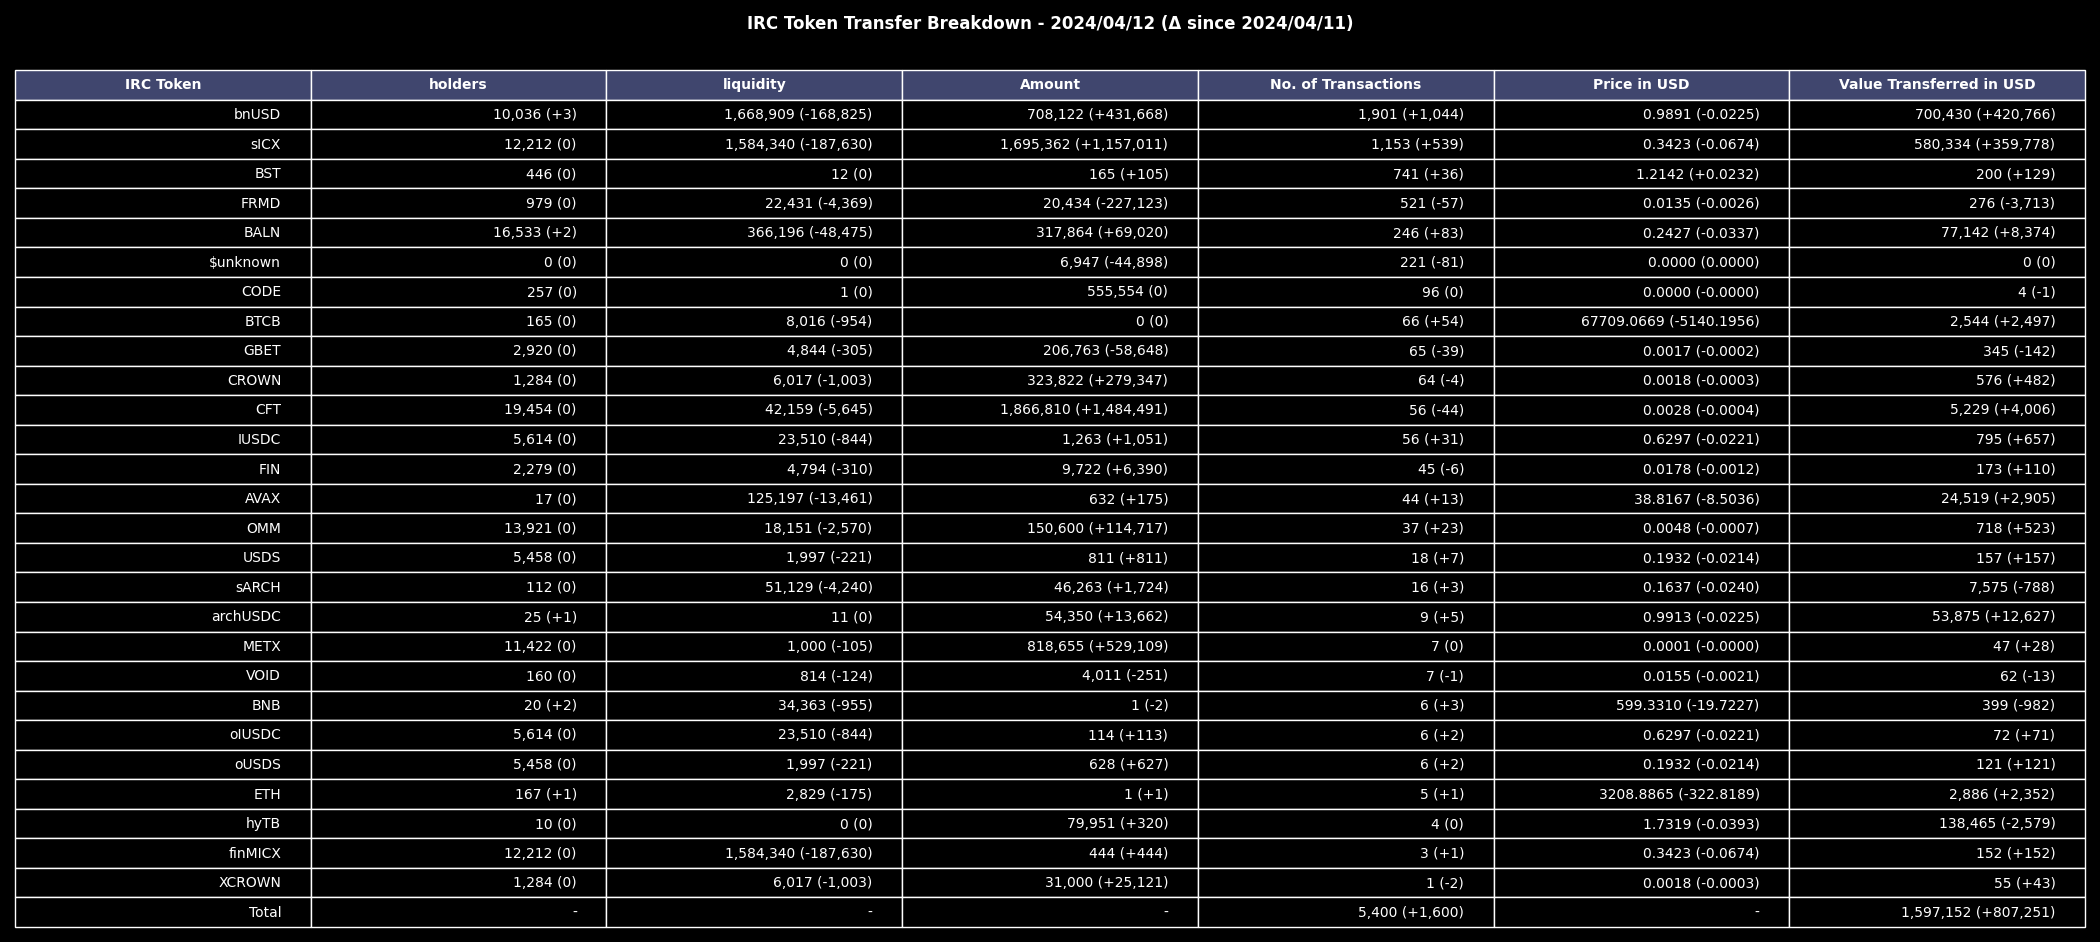 IRC Token Transfer Breakdown - 2024/04/12 (Δ since 2024/04/11)
IRC Token holders liquidity Amount No. of Transactions Price in USD Value Transferred in USD
bnUSD 10,036 (+3) 1,668,909 (-168,825) 708,122 (+431,668) 1,901 (+1,044) 0.9891 (-0.0225) 700,430 (+420,766)
sICX 12,212 (0) 1,584,340 (-187,630) 1,695,362 (+1,157,011) 1,153 (+539) 0.3423 (-0.0674) 580,334 (+359,778)
BST 446 (0) 12 (0) 165 (+105) 741 (+36) 1.2142 (+0.0232) 200 (+129)
FRMD 979 (0) 22,431 (-4,369) 20,434 (-227,123) 521 (-57) 0.0135 (-0.0026) 276 (-3,713)
BALN 16,533 (+2) 366,196 (-48,475) 317,864 (+69,020) 246 (+83) 0.2427 (-0.0337) 77,142 (+8,374)
$unknown 0 (0) 0 (0) 6,947 (-44,898) 221 (-81) 0.0000 (0.0000) 0 (0)
CODE 257 (0) 1 (0) 555,554 (0) 96 (0) 0.0000 (-0.0000) 4 (-1)
BTCB 165 (0) 8,016 (-954) 0 (0) 66 (+54) 67709.0669 (-5140.1956) 2,544 (+2,497)
GBET 2,920 (0) 4,844 (-305) 206,763 (-58,648) 65 (-39) 0.0017 (-0.0002) 345 (-142)
CROWN 1,284 (0) 6,017 (-1,003) 323,822 (+279,347) 64 (-4) 0.0018 (-0.0003) 576 (+482)
CFT 19,454 (0) 42,159 (-5,645) 1,866,810 (+1,484,491) 56 (-44) 0.0028 (-0.0004) 5,229 (+4,006)
IUSDC 5,614 (0) 23,510 (-844) 1,263 (+1,051) 56 (+31) 0.6297 (-0.0221) 795 (+657)
FIN 2,279 (0) 4,794 (-310) 9,722 (+6,390) 45 (-6) 0.0178 (-0.0012) 173 (+110)
AVAX 17 (0) 125,197 (-13,461) 632 (+175) 44 (+13) 38.8167 (-8.5036) 24,519 (+2,905)
OMM 13,921 (0) 18,151 (-2,570) 150,600 (+114,717) 37 (+23) 0.0048 (-0.0007) 718 (+523)
USDS 5,458 (0) 1,997 (-221) 811 (+811) 18 (+7) 0.1932 (-0.0214) 157 (+157)
sARCH 112 (0) 51,129 (-4,240) 46,263 (+1,724) 16 (+3) 0.1637 (-0.0240) 7,575 (-788)
archUSDC 25 (+1) 11 (0) 54,350 (+13,662) 9 (+5) 0.9913 (-0.0225) 53,875 (+12,627)
METX 11,422 (0) 1,000 (-105) 818,655 (+529,109) 7 (0) 0.0001 (-0.0000) 47 (+28)
VOID 160 (0) 814 (-124) 4,011 (-251) 7 (-1) 0.0155 (-0.0021) 62 (-13)
BNB 20 (+2) 34,363 (-955) 1 (-2) 6 (+3) 599.3310 (-19.7227) 399 (-982)
oIUSDC 5,614 (0) 23,510 (-844) 114 (+113) 6 (+2) 0.6297 (-0.0221) 72 (+71)
oUSDS 5,458 (0) 1,997 (-221) 628 (+627) 6 (+2) 0.1932 (-0.0214) 121 (+121)
ETH 167 (+1) 2,829 (-175) 1 (+1) 5 (+1) 3208.8865 (-322.8189) 2,886 (+2,352)
hyTB 10 (0) 0 (0) 79,951 (+320) 4 (0) 1.7319 (-0.0393) 138,465 (-2,579)
finMICX 12,212 (0) 1,584,340 (-187,630) 444 (+444) 3 (+1) 0.3423 (-0.0674) 152 (+152)
XCROWN 1,284 (0) 6,017 (-1,003) 31,000 (+25,121) 1 (-2) 0.0018 (-0.0003) 55 (+43)
Total - - - 5,400 (+1,600) - 1,597,152 (+807,251)